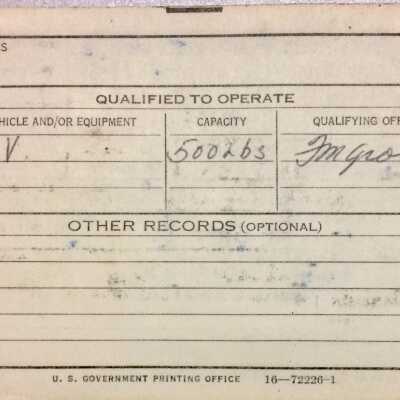 S
QUALIFIED TO OPERATE
HICLE AND/OR EQUIPMENT CAPACITY QUALIFYING OFF
V 500 Lbs
OTHER RECORDS (OPTIONAL)
U. S. GOVERNMENT PRINTING OFFICE 16—72226-1